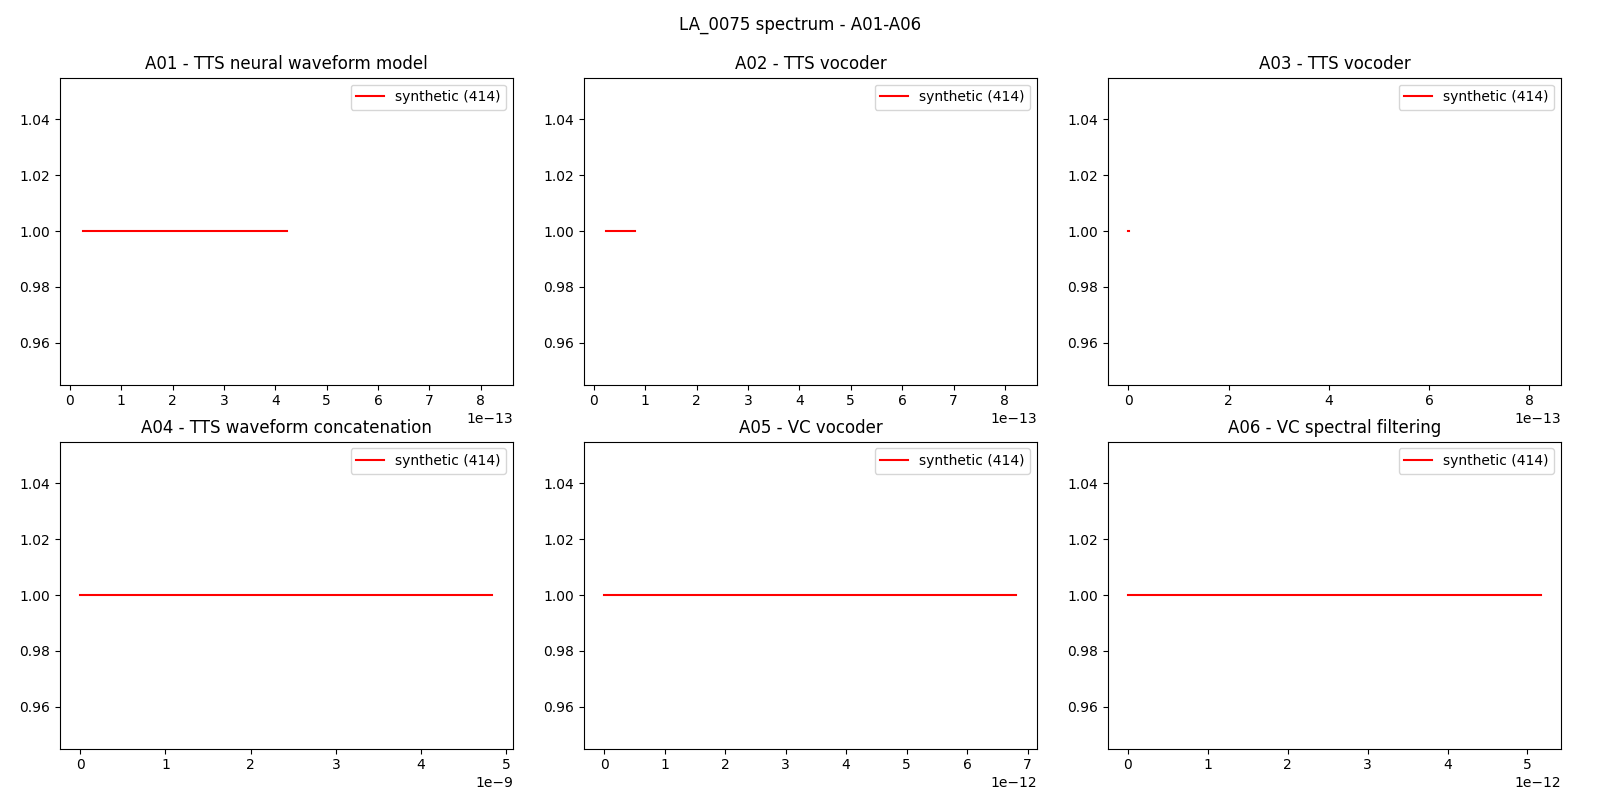 LA_0075 spectrum - A01-A06
A01 - TTS neural waveform model
synthetic (414)
1.04
1.02
1.00
0.98
0.96
0 1 2 3 4 5 6 7 8
1e−13
A02 - TTS vocoder
synthetic (414)
1.04
1.02
1.00
0.98
0.96
0 1 2 3 4 5 6 7 8
1e−13
A03 - TTS vocoder
synthetic (414)
1.04
1.02
1.00
0.98
0.96
0 2 4 6 8
1e−13
A04 - TTS waveform concatenation
synthetic (414)
1.04
1.02
1.00
0.98
0.96
0 1 2 3 4 5
1e−9
A05 - VC vocoder
synthetic (414)
1.04
1.02
1.00
0.98
0.96
0 1 2 3 4 5 6 7
1e−12
A06 - VC spectral filtering
synthetic (414)
1.04
1.02
1.00
0.98
0.96
0 1 2 3 4 5
1e−12